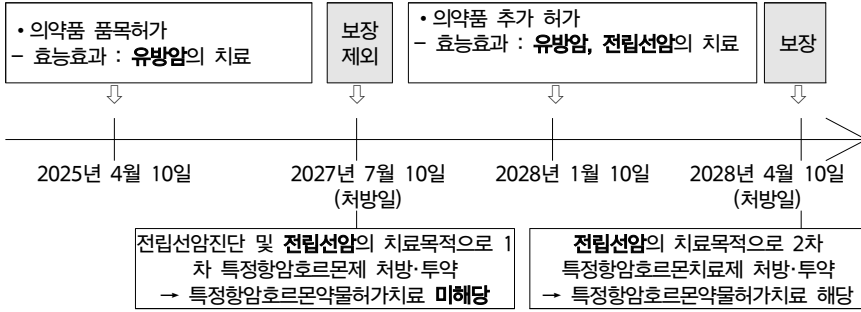 • 의약품 품목허가
- 효능효과 : 유방암의 치료
보장
제외
• 의약품 추가 허가
- 효능효과 : 유방암, 전립선암의 치료
보장
2025년 4월 10일
2027년 7월 10일
(처방일)
2028년 1월 10일
2028년 4월 10일
(처방일)
전립선암진단 및 전립선암의 치료목적으로 1
차 특정항암호르몬제 처방·투약
→ 특정항암호르몬약물허가치료 미해당
전립선암의 치료목적으로 2차
특정항암호르몬치료제 처방·투약
→ 특정항암호르몬약물허가치료 해당